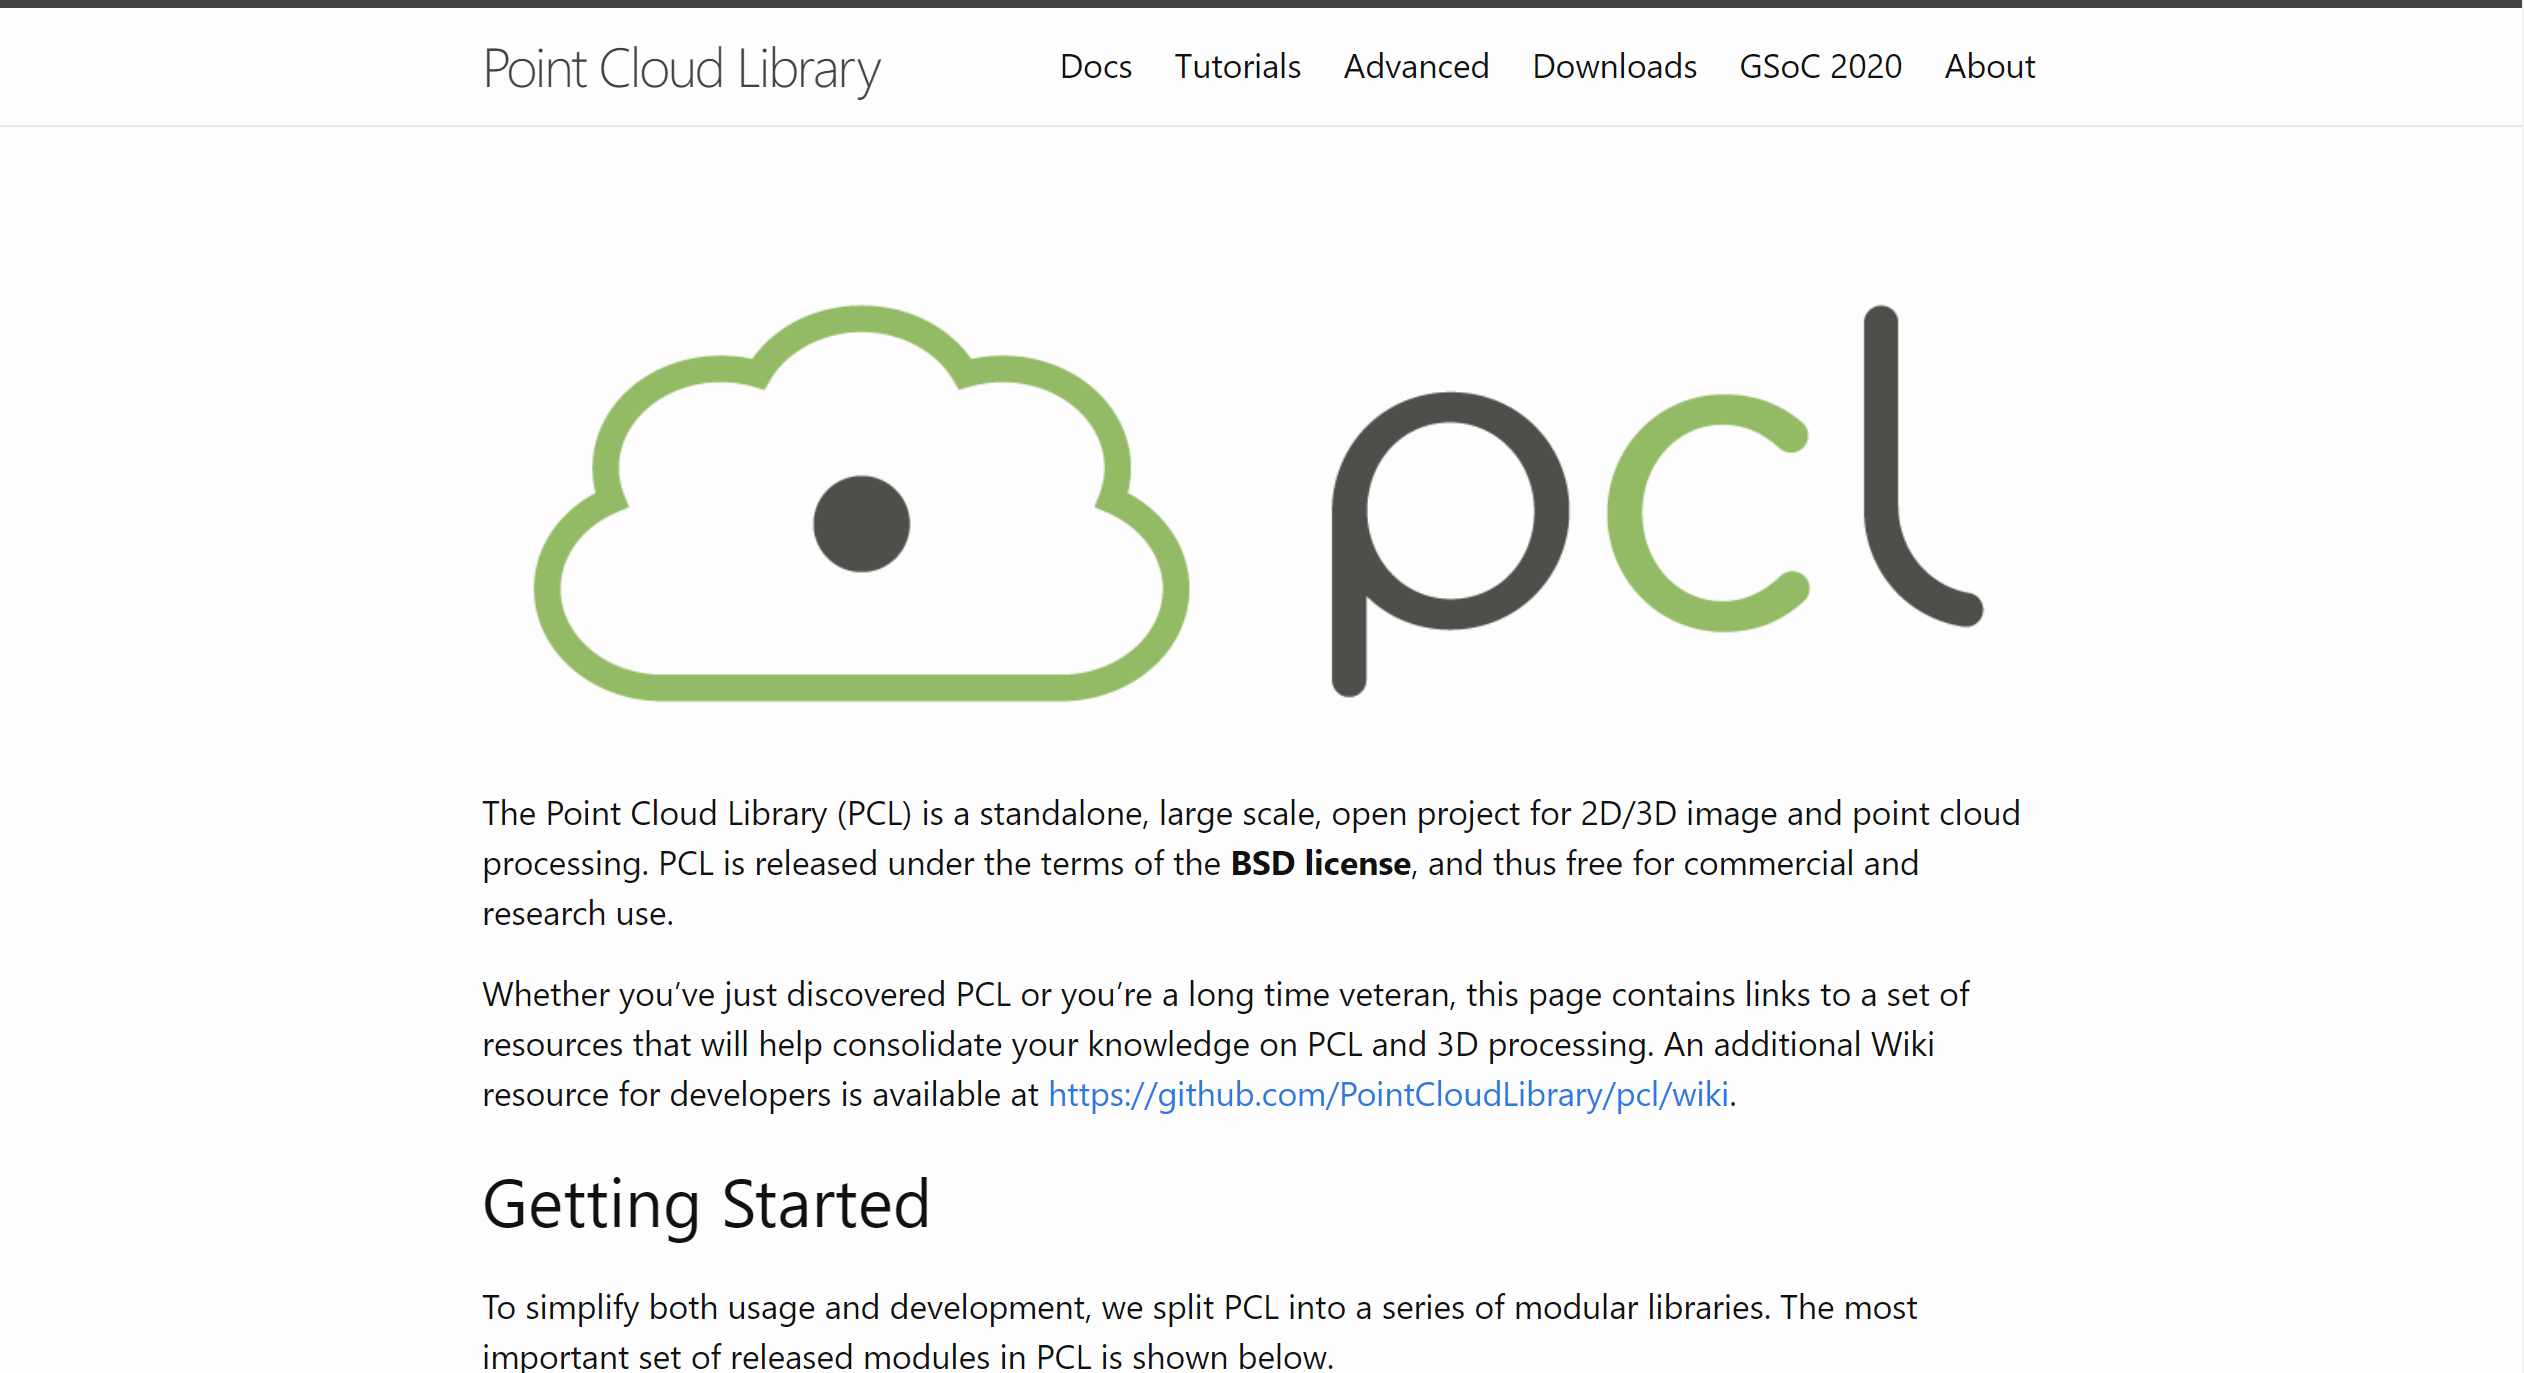 Point Cloud Library
Docs Tutorials Advanced Downloads GSoC 2020 About
pcl
The Point Cloud Library (PCL) is a standalone, large scale, open project for 2D/3D image and point cloud
processing. PCL is released under the terms of the BSD license, and thus free for commercial and
research use.
Whether you’ve just discovered PCL or you’re a long time veteran, this page contains links to a set of
resources that will help consolidate your knowledge on PCL and 3D processing. An additional Wiki
resource for developers is available at https://github.com/PointCloudLibrary/pcl/wiki.
Getting Started
To simplify both usage and development, we split PCL into a series of modular libraries. The most
important set of released modules in PCL is shown below.